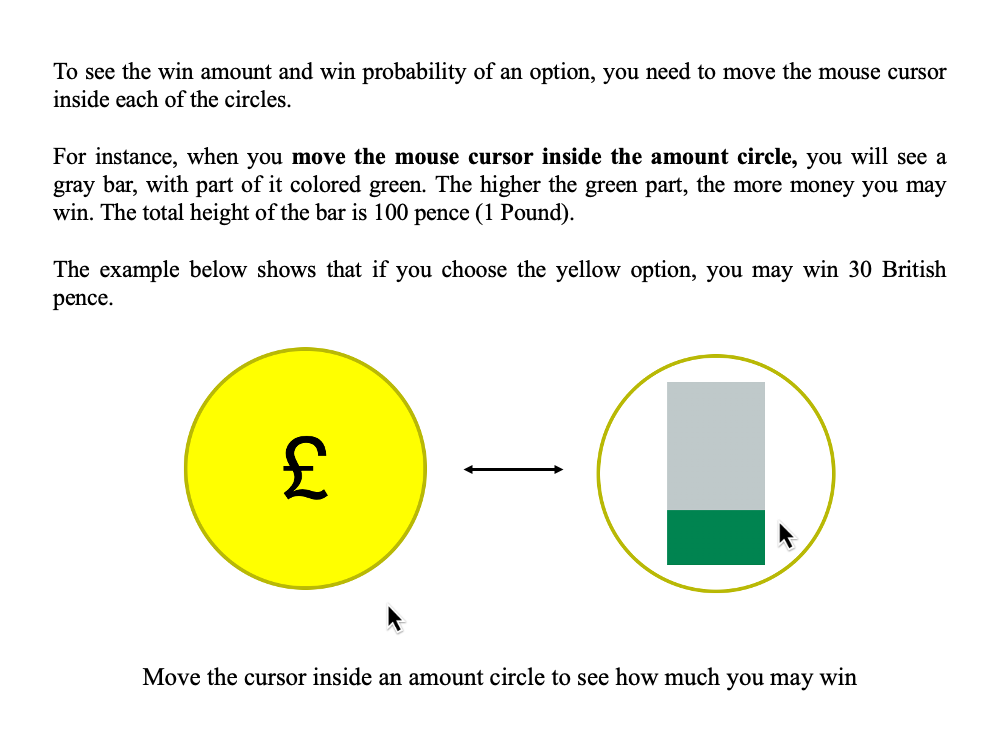 To see the win amount and win probability of an option, you need to move the mouse cursor
inside each of the circles.
For instance, when you move the mouse cursor inside the amount circle, you will see a
gray bar, with part of it colored green. The higher the green part, the more money you may
win. The total height of the bar is 100 pence (1 Pound).
The example below shows that if you choose the yellow option, you may win 30 British
pence.
£
Move the cursor inside an amount circle to see how much you may win